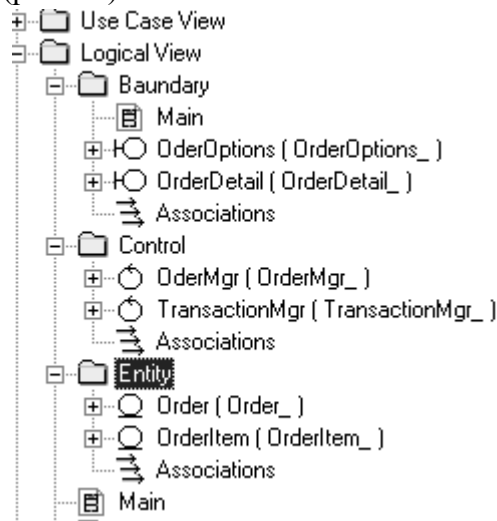 Use Case View
Logical View
Baundary
Main
OderOptions ( OrderOptions_ )
OrderDetail ( OrderDetail_ )
Associations
Control
OderMgr ( OrderMgr_ )
TransactionMgr ( TransactionMgr_ )
Associations
Entity
Order ( Order_ )
OrderItem ( OrderItem_ )
Associations
Main